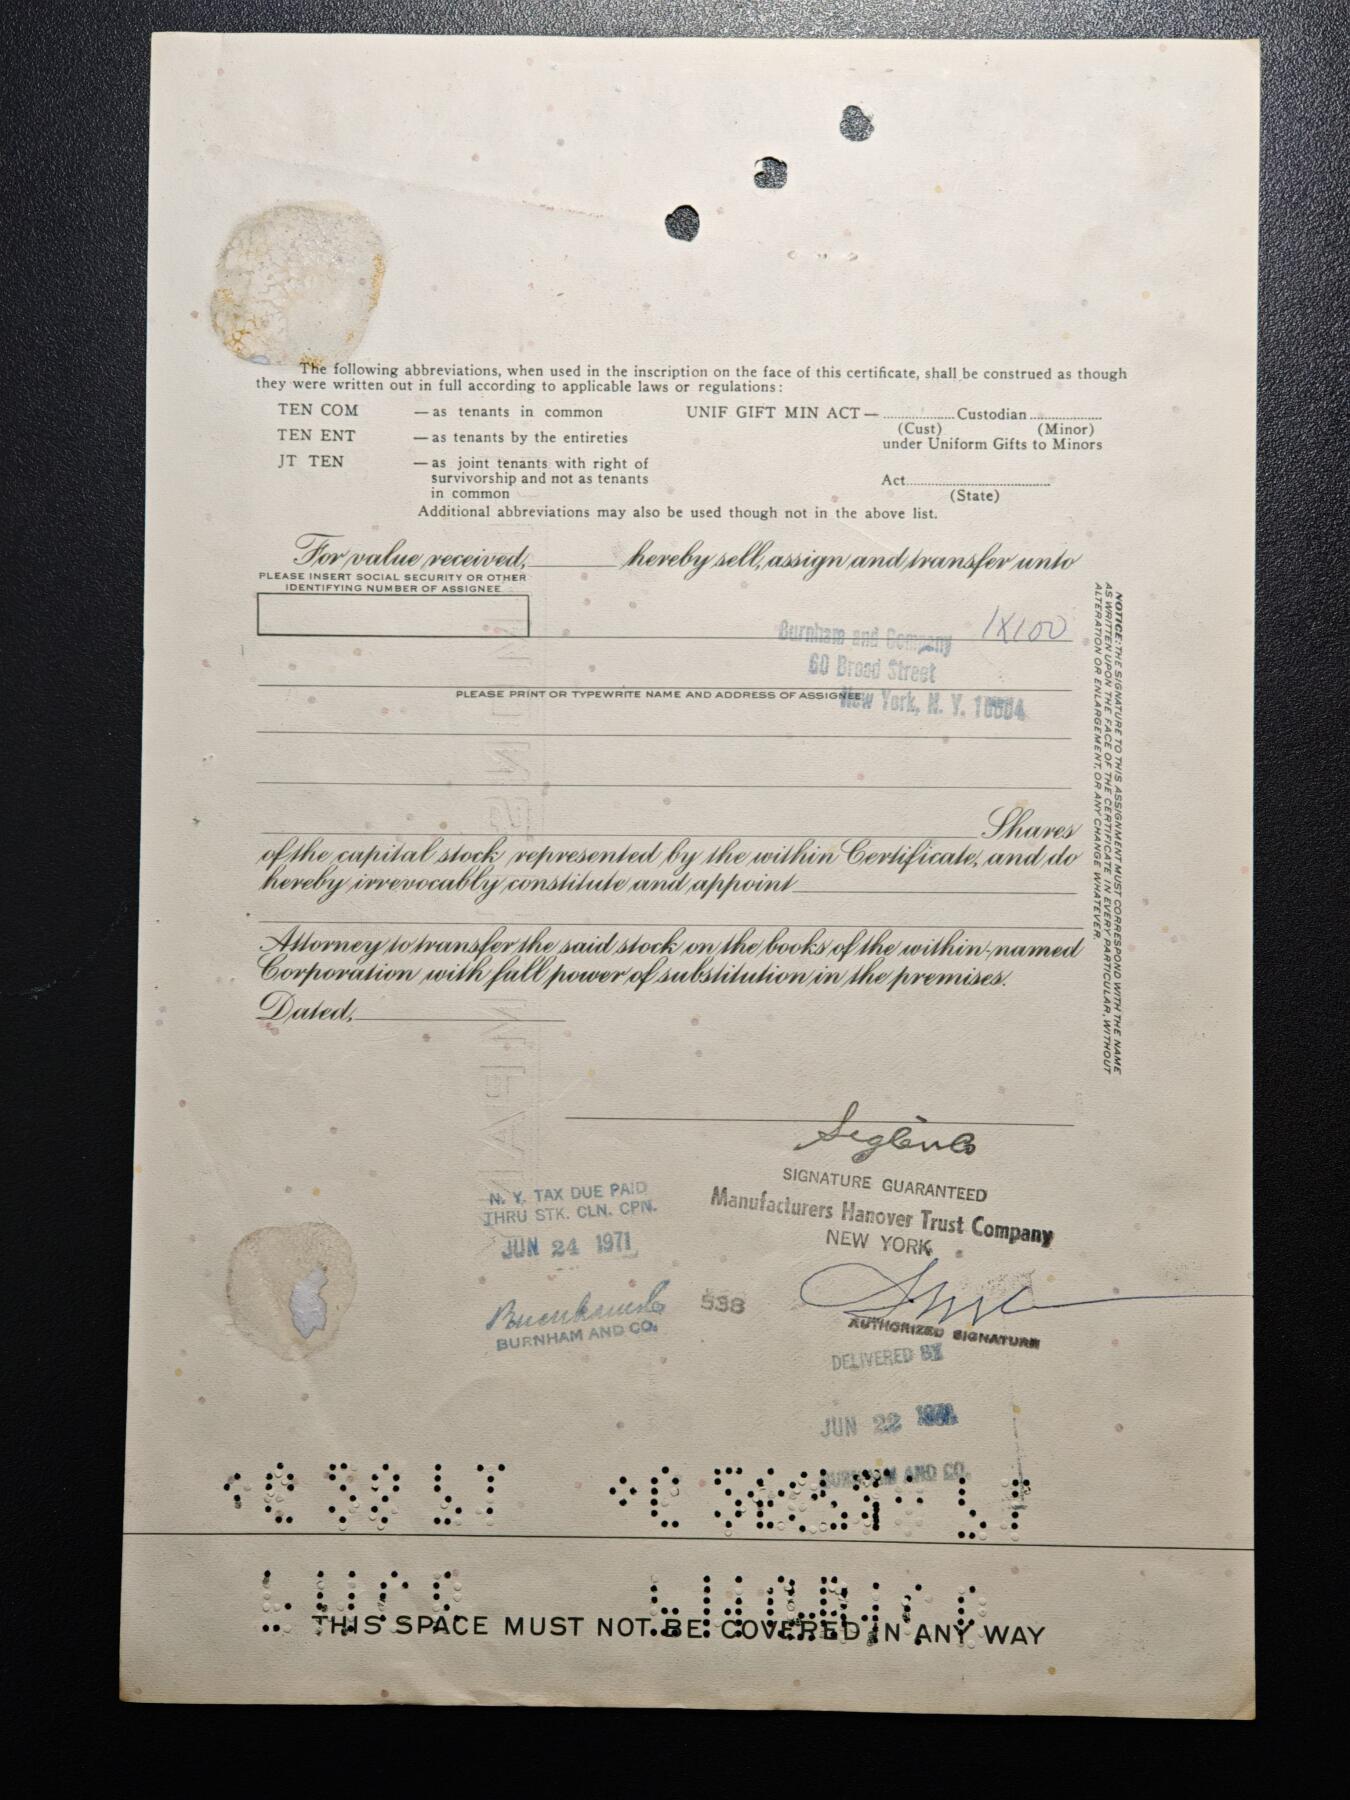 The following abbreviations, when used in the inscription on the face of this certificate, shall be construed as though
they were written out in full according to applicable laws or regulations:
TEN COM — as tenants in common
TEN ENT — as tenants by the entireties
JT TEN — as joint tenants with right of
survivorship and not as tenants
in common
UNIF GIFT MIN ACT — ............ Custodian ............
(Cust) (Minor)
under Uniform Gifts to Minors
Act............
(State)
Additional abbreviations may also be used though not in the above list.
For value received, hereby sell, assign and transfer unto
PLEASE INSERT SOCIAL SECURITY OR OTHER
IDENTIFYING NUMBER OF ASSIGNEE
1X100
Burnham and Company
60 Broad Street
New York, N. Y. 10004
PLEASE PRINT OR TYPEWRITE NAME AND ADDRESS OF ASSIGNEE
Shares
of the capital stock represented by the within Certificate, and do
hereby irrevocably constitute and appoint
Attorney to transfer the said stock on the books of the within-named
Corporation with full power of substitution in the premises.
Dated,
NOTICE: THE SIGNATURE TO THIS ASSIGNMENT MUST CORRESPOND WITH THE NAME
AS WRITTEN UPON THE FACE OF THE CERTIFICATE IN EVERY PARTICULAR, WITHOUT
ALTERATION OR ENLARGEMENT, OR ANY CHANGE WHATEVER.
SIGNATURE GUARANTEED
Manufacturers Hanover Trust Company
NEW YORK
AUTHORIZED SIGNATURE
N. Y. TAX DUE PAID
THRU STK. CLN. CPN.
JUN 24 1971
Burnham & Co
BURNHAM AND CO.
538
DELIVERED BY
JUN 22 1971
BURNHAM AND CO.
THIS SPACE MUST NOT BE COVERED IN ANY WAY